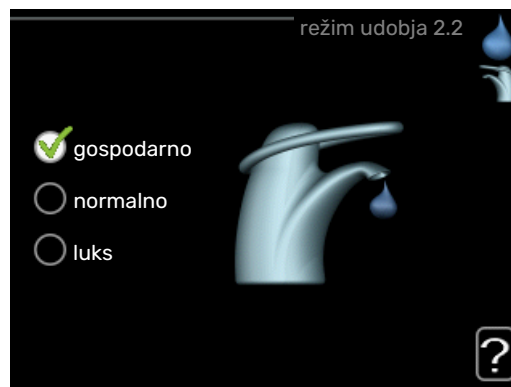 režim udobja 2.2
gospodarno
normalno
luks
?